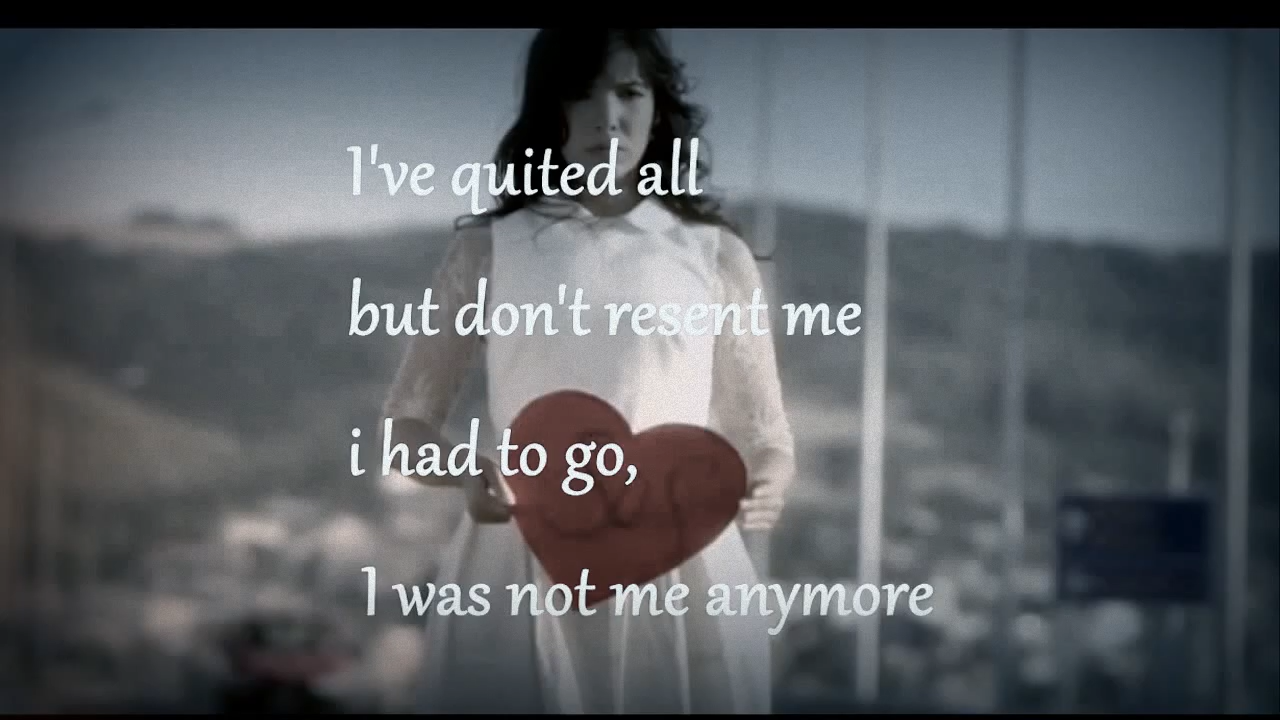 I've quited all
but don't resent me
i had to go,
I was not me anymore